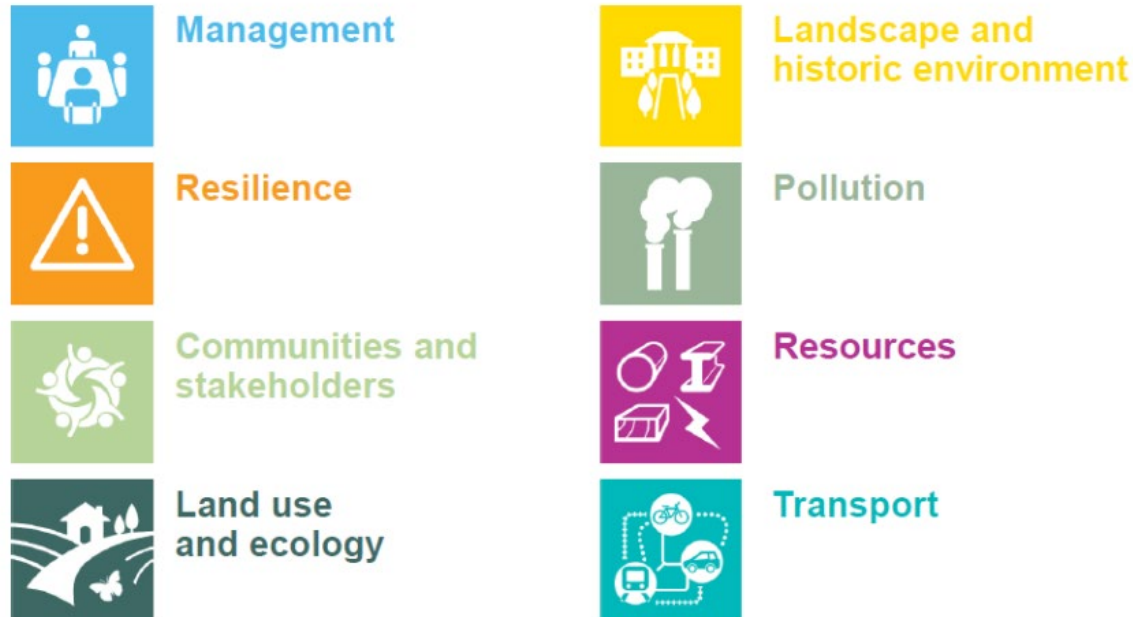 Management
Resilience
Communities and
stakeholders
Land use
and ecology
Landscape and
historic environment
Pollution
Resources
Transport